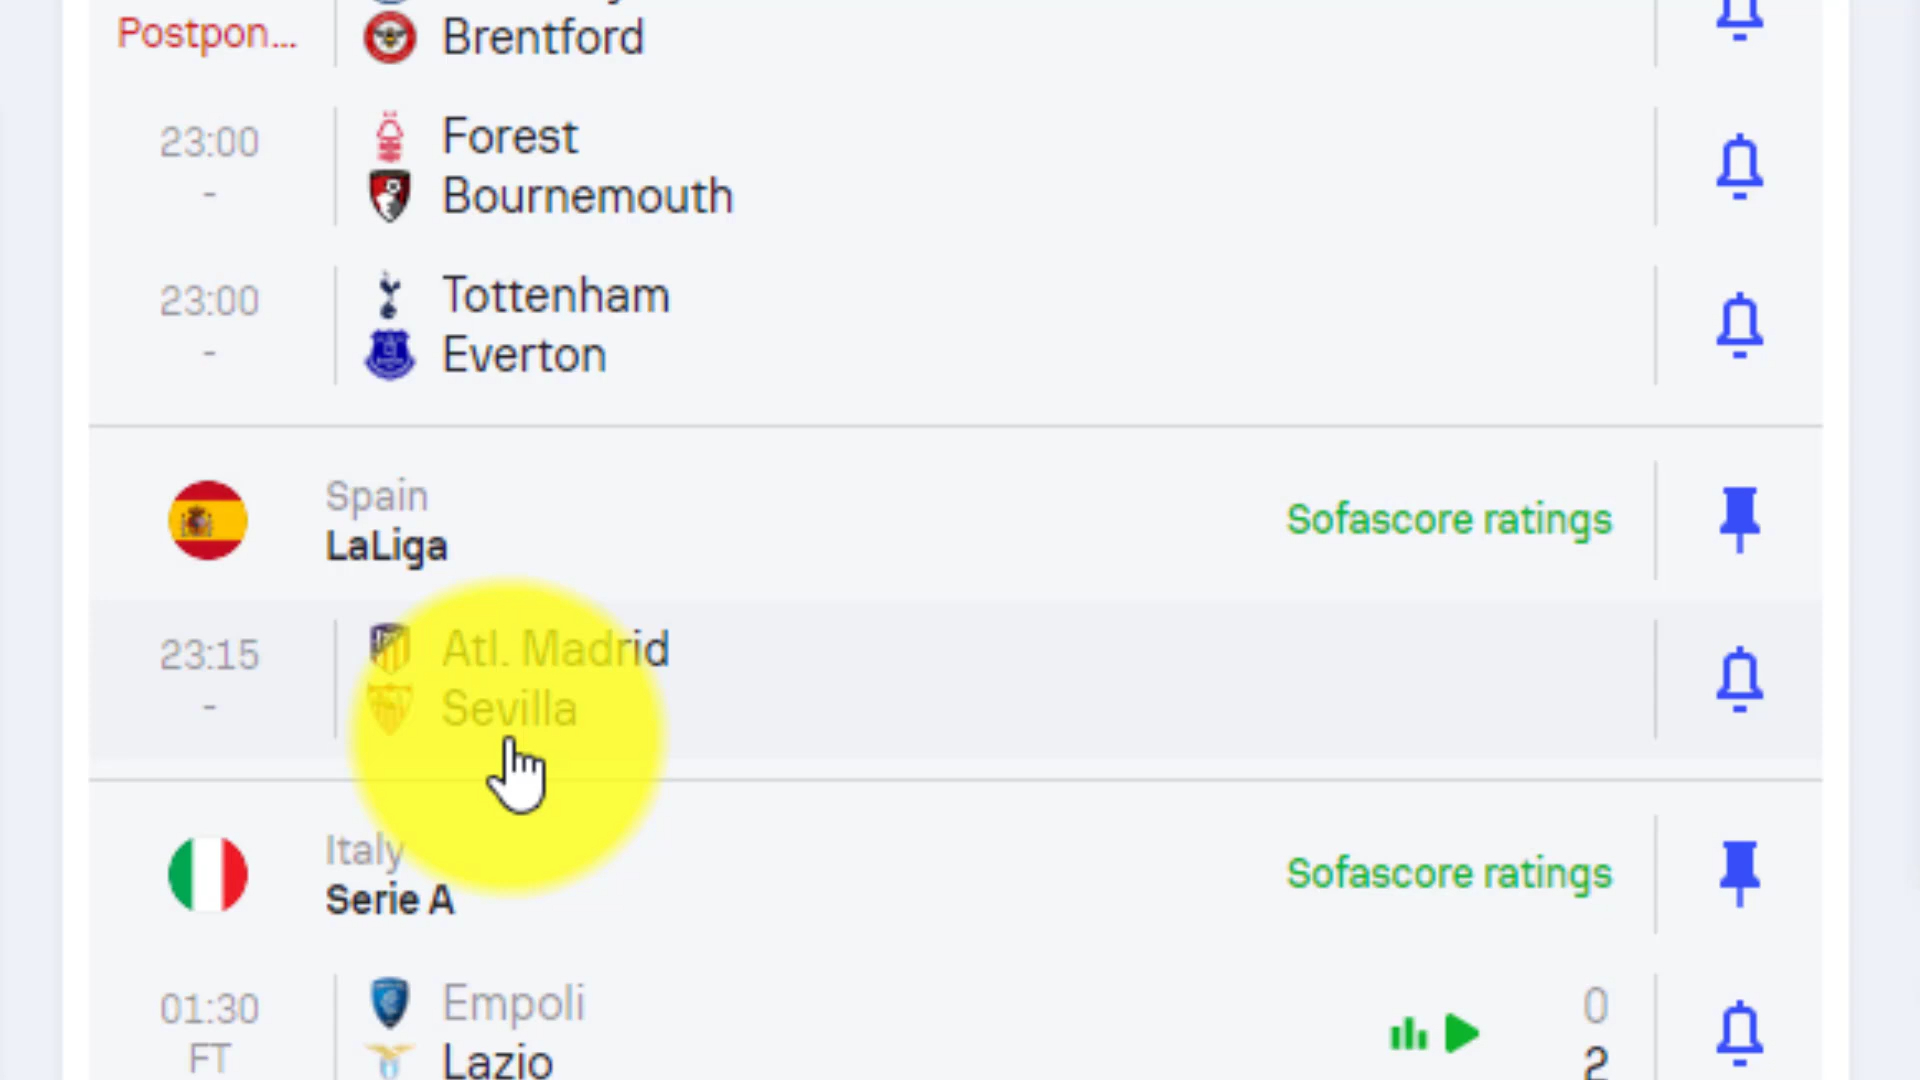 Postpon...
Brentford
23:00
-
Forest
Bournemouth
23:00
-
Tottenham
Everton
Spain
LaLiga
Sofascore ratings
23:15
-
Atl. Madrid
Sevilla
Italy
Serie A
Sofascore ratings
01:30
FT
Empoli
0
Lazio
2